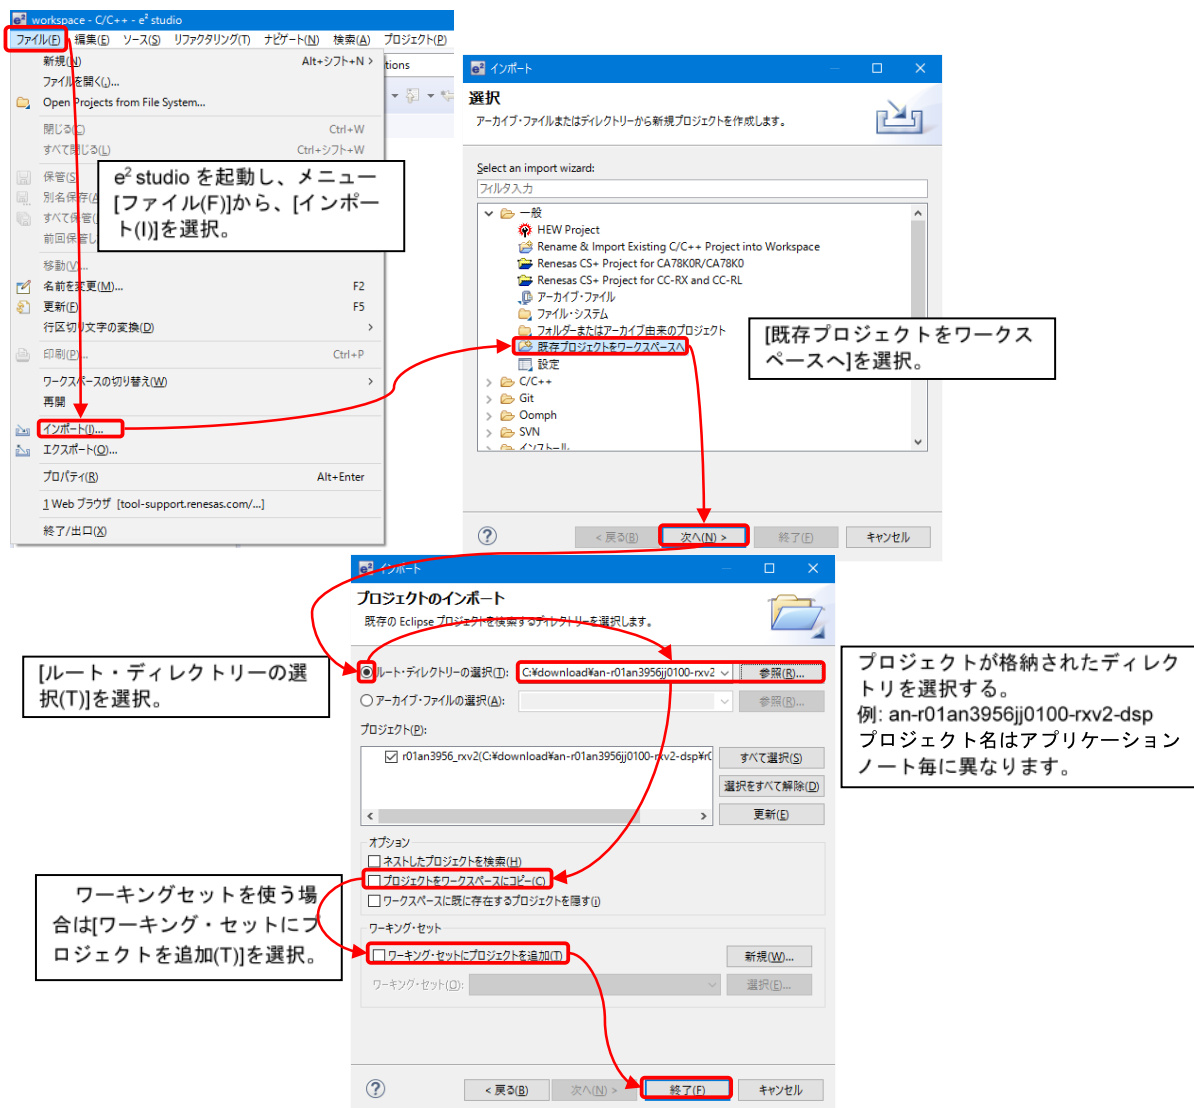 workspace - C/C++ - e² studio
ファイル(F) 編集(E) ソース(S) リファクタリング(T) ナビゲート(N) 検索(A) プロジェクト(P)
新規(N) Alt+シフト+N >
tions
ファイルを開く(.)...
Open Projects from File System...
閉じる(C) Ctrl+W
すべて閉じる(L) Ctrl+シフト+W
保管(S
別名保存(A
すべて保管(
前回保管し
移動(V)...
名前を変更(M)... F2
更新(F) F5
行区切り文字の変換(D) >
印刷(P)... Ctrl+P
ワークスペースの切り替え(W) >
再開
インポート(I)...
エクスポート(O)...
プロパティ(R) Alt+Enter
1 Web ブラウザ [tool-support.renesas.com/...]
終了/出口(X)
e² studio を起動し、メニュー
[ファイル(F)]から、[インポー
ト(I)]を選択。
インポート
選択
アーカイブ・ファイルまたはディレクトリーから新規プロジェクトを作成します。
Select an import wizard:
フィルタ入力
一般
HEW Project
Rename & Import Existing C/C++ Project into Workspace
Renesas CS+ Project for CA78K0R/CA78K0
Renesas CS+ Project for CC-RX and CC-RL
アーカイブ・ファイル
ファイル・システム
フォルダーまたはアーカイブ由来のプロジェクト
既存プロジェクトをワークスペースへ
設定
> C/C++
> Git
> Oomph
> SVN
> インストール
? < 戻る(B) 次へ(N) > 終了(F) キャンセル
[既存プロジェクトをワークス
ペースへ]を選択。
インポート
プロジェクトのインポート
既存の Eclipse プロジェクトを検索するディレクトリーを選択します。
ルート・ディレクトリーの選択(T): C:¥download¥an-r01an3956jj0100-rxv2 参照(R)...
アーカイブ・ファイルの選択(A): 参照(R)...
プロジェクト(P):
r01an3956_rxv2(C:¥download¥an-r01an3956jj0100-rxv2-dsp¥r0 すべて選択(S)
選択をすべて解除(D)
更新(E)
オプション
ネストしたプロジェクトを検索(H)
プロジェクトをワークスペースにコピー(C)
ワークスペースに既に存在するプロジェクトを隠す(i)
ワーキング・セット
ワーキング・セットにプロジェクトを追加(T) 新規(W)...
ワーキング・セット(O): 選択(E)...
? < 戻る(B) 次へ(N) > 終了(F) キャンセル
[ルート・ディレクトリーの選
択(T)]を選択。
プロジェクトが格納されたディレク
トリを選択する。
例: an-r01an3956jj0100-rxv2-dsp
プロジェクト名はアプリケーション
ノート毎に異なります。
ワーキングセットを使う場
合は[ワーキング・セットにプ
ロジェクトを追加(T)]を選択。